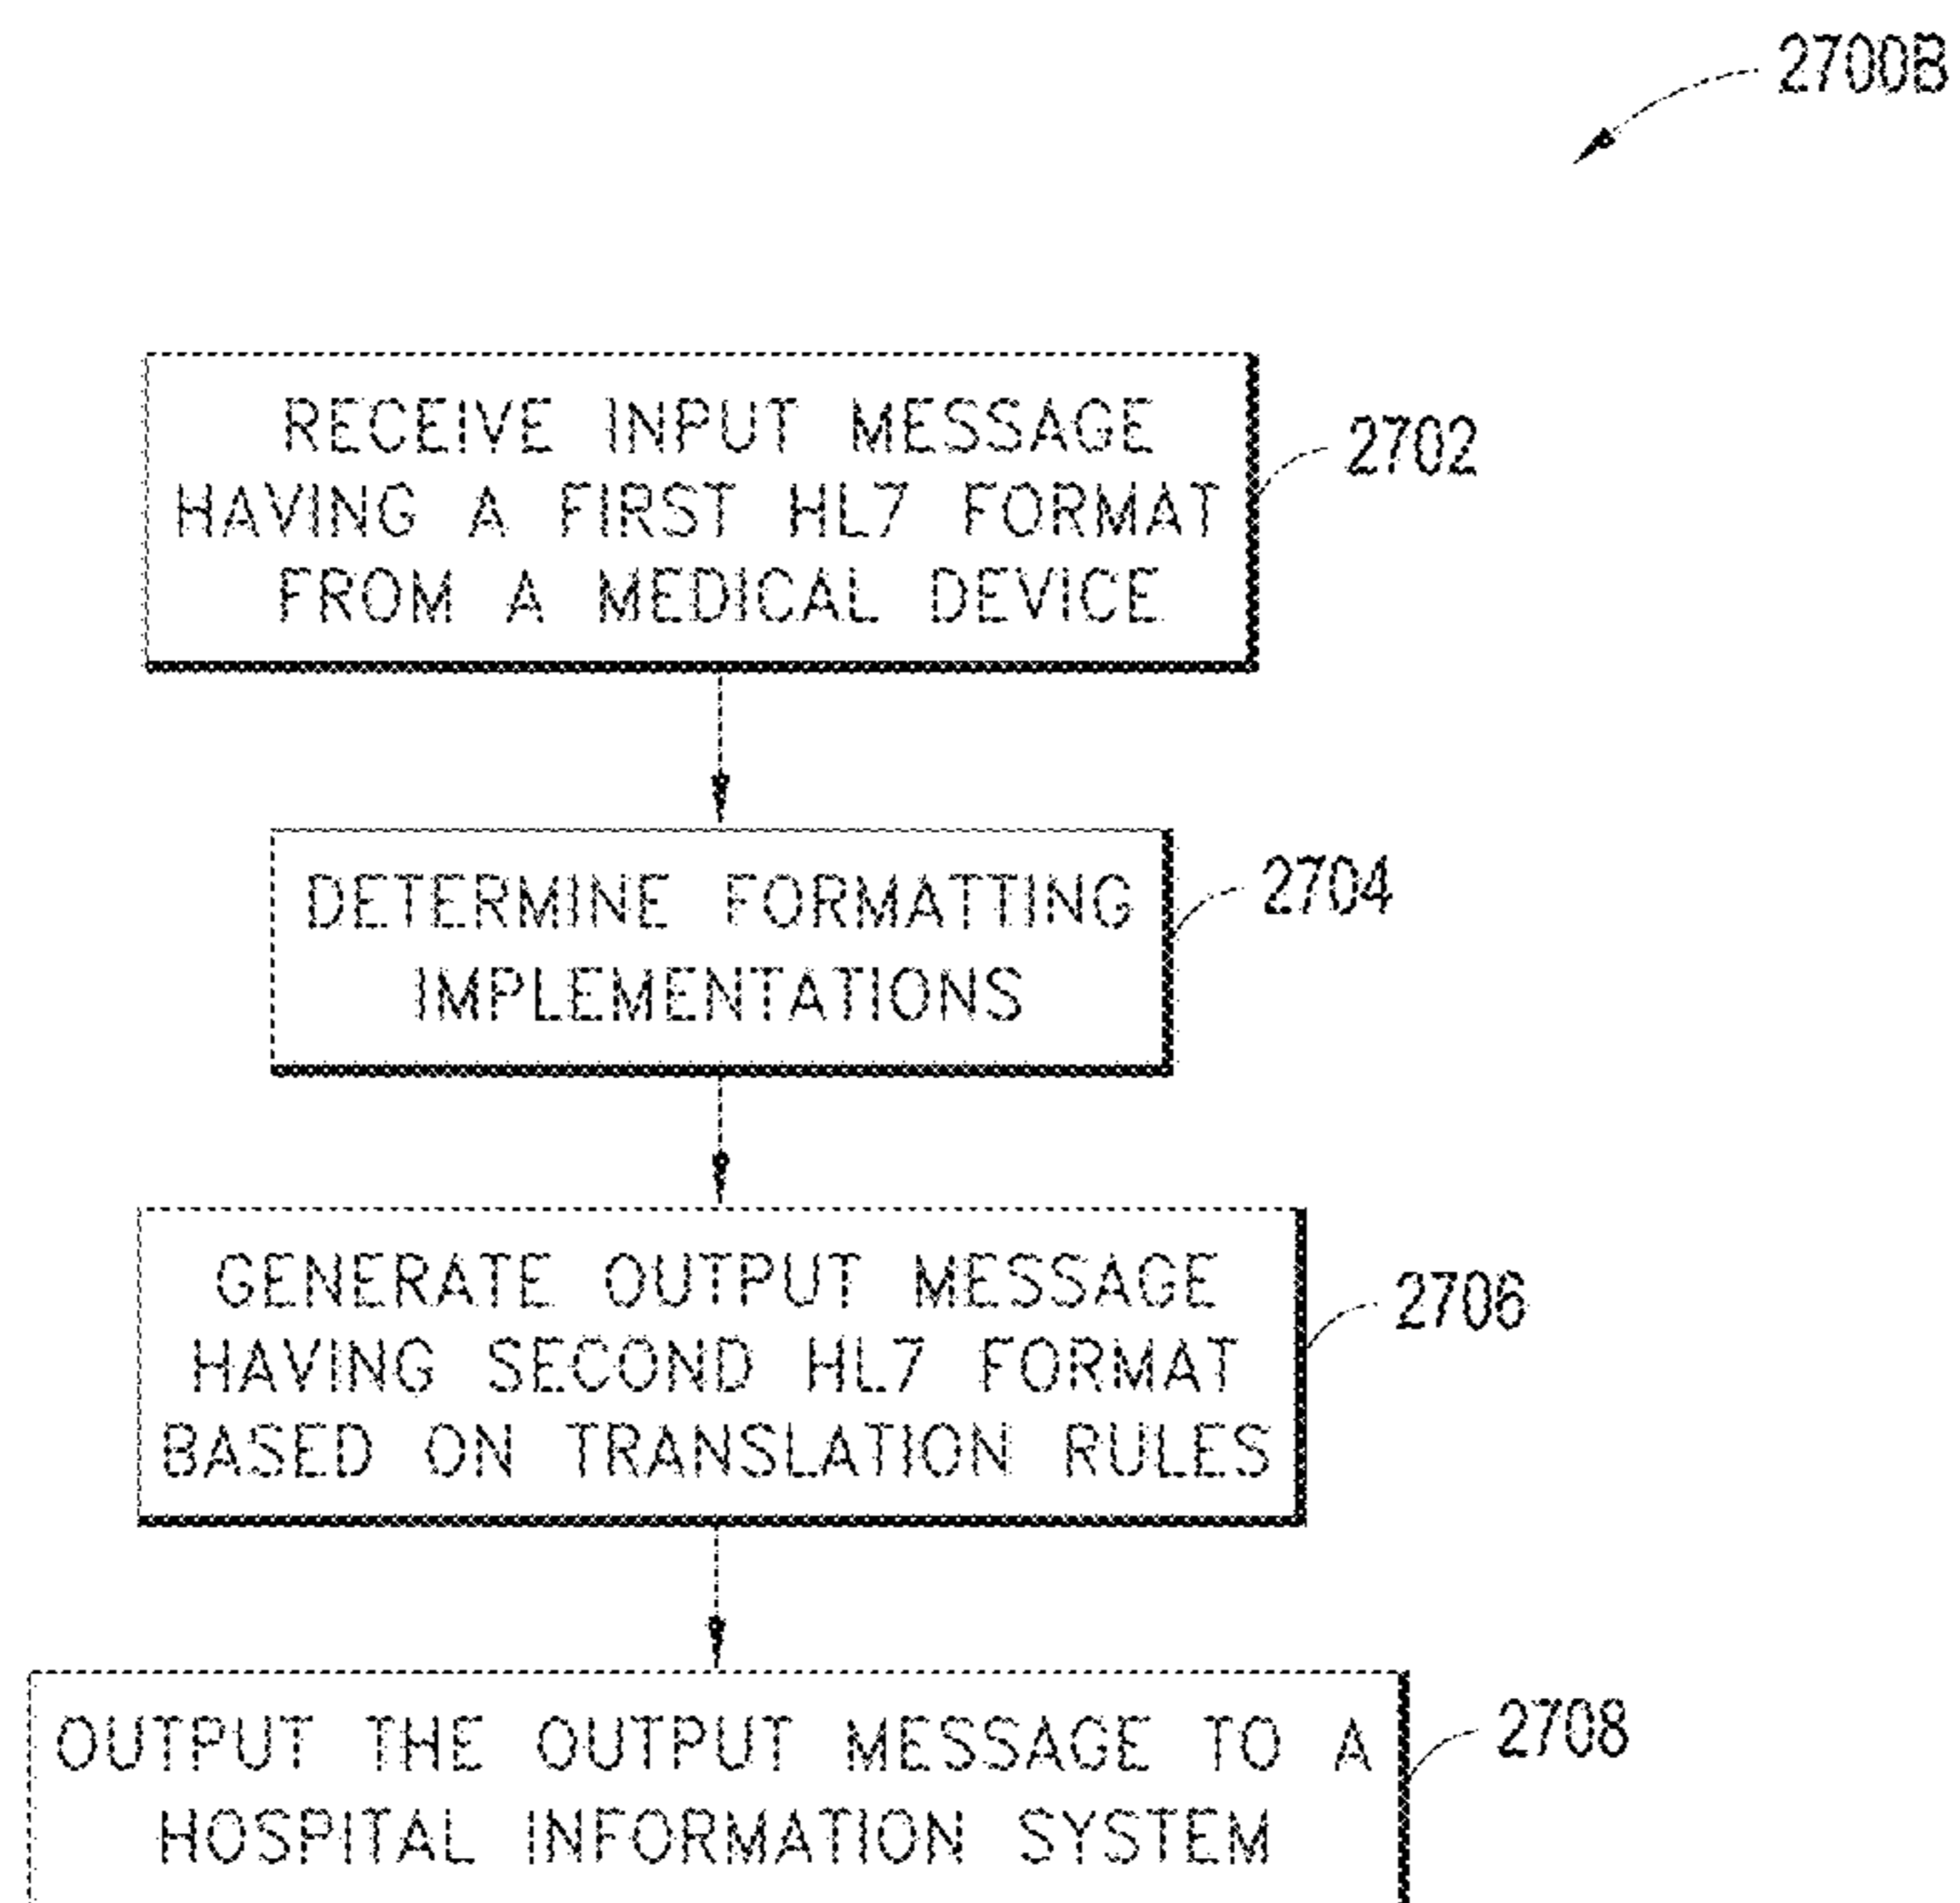 2700B
RECEIVE INPUT MESSAGE
HAVING A FIRST HL7 FORMAT
FROM A MEDICAL DEVICE
2702
DETERMINE FORMATTING
IMPLEMENTATIONS
2704
GENERATE OUTPUT MESSAGE
HAVING SECOND HL7 FORMAT
BASED ON TRANSLATION RULES
2706
OUTPUT THE OUTPUT MESSAGE TO A
HOSPITAL INFORMATION SYSTEM
2708